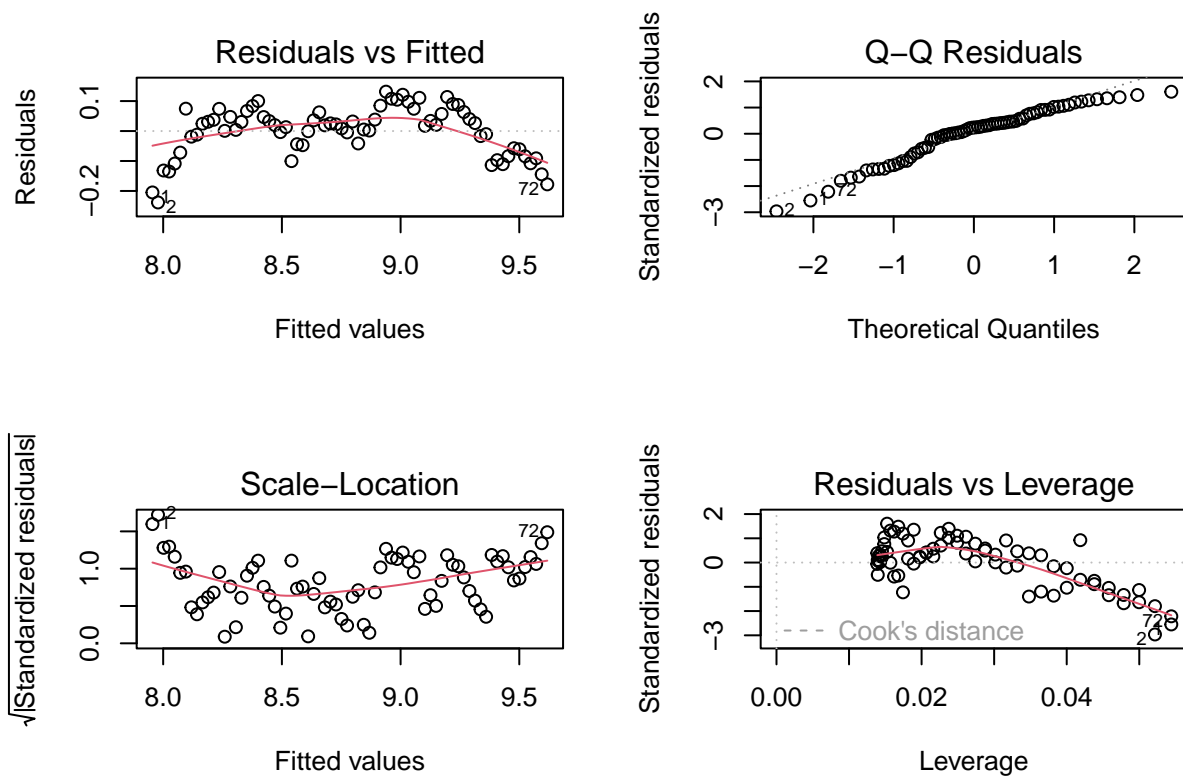 Residuals vs Fitted
Residuals
0.1
−0.2
1
2
72
8.0 8.5 9.0 9.5
Fitted values
Q−Q Residuals
Standardized residuals
2
0
−3
2
1
72
−2 −1 0 1 2
Theoretical Quantiles
Scale−Location
√|Standardized residuals|
1.0
0.0
2
1
72
8.0 8.5 9.0 9.5
Fitted values
Residuals vs Leverage
Standardized residuals
2
0
−3
72
1
2
Cook's distance
0.00 0.02 0.04
Leverage